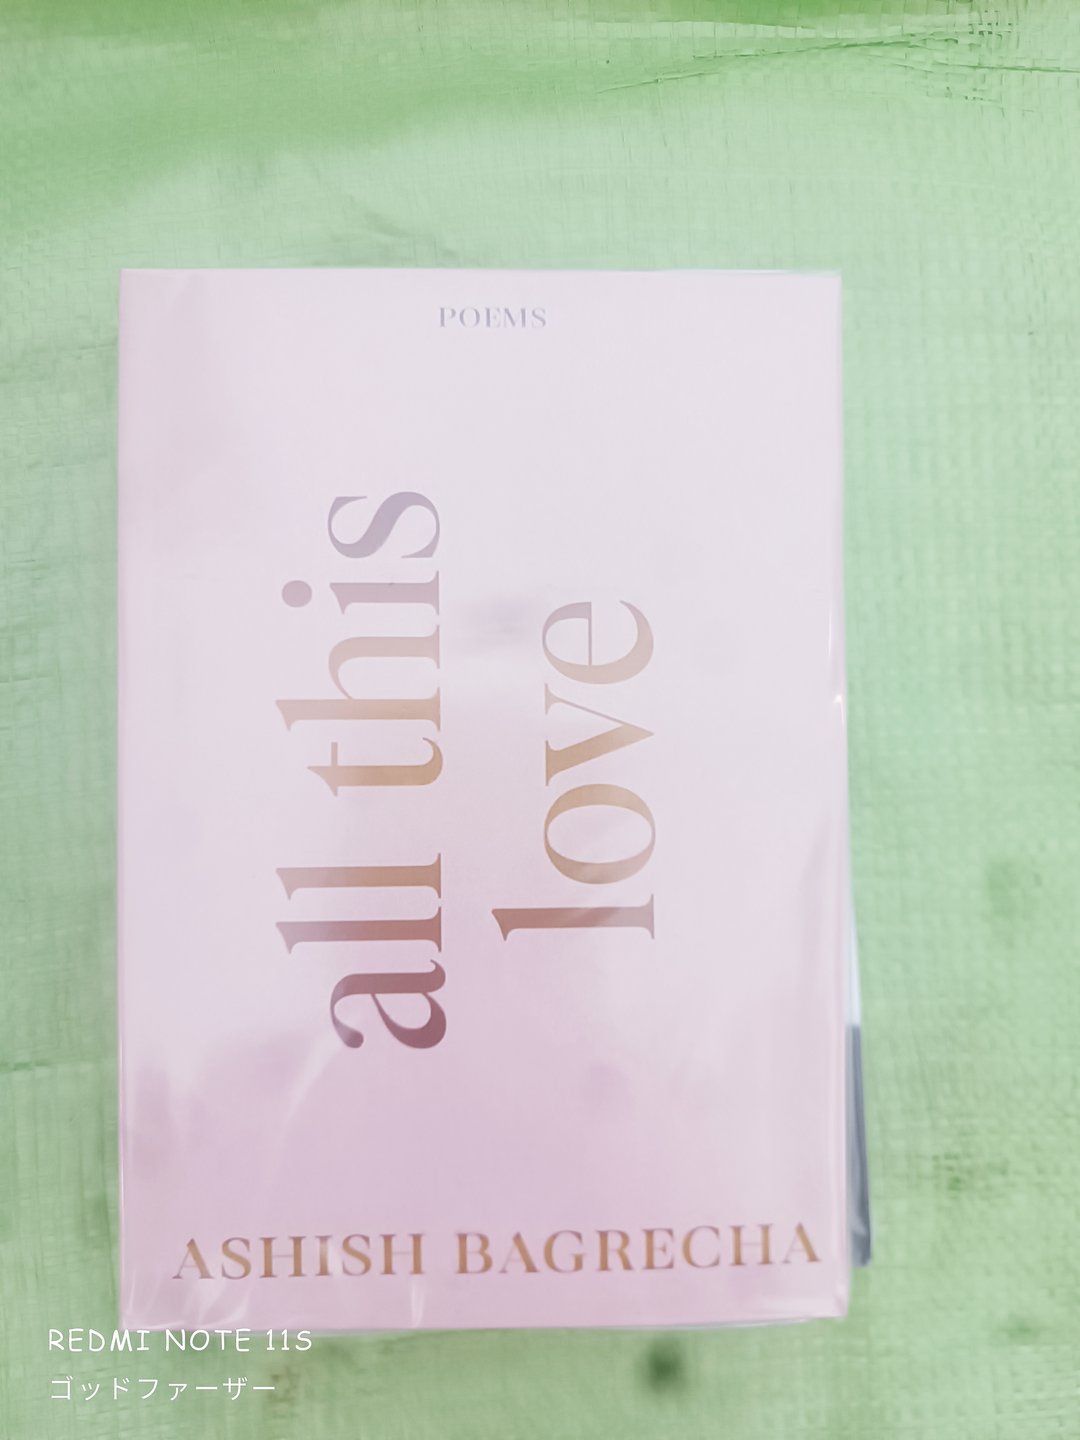 POEMS
all this
love
ASHISH BAGRECHA
REDMI NOTE 11S
ゴッドファーザー